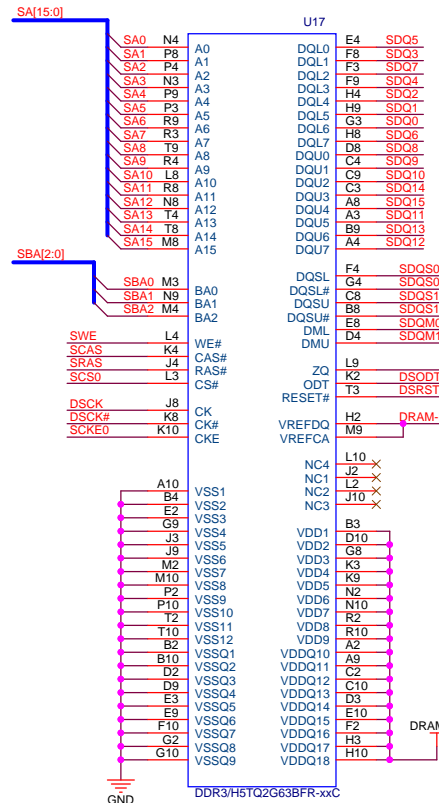 SA[15:0]
U17
SA0 N4 A0 DQL0 E4 SDQ5
SA1 P8 A1 DQL1 F8 SDQ3
SA2 P4 A2 DQL2 F3 SDQ7
SA3 N3 A3 DQL3 F9 SDQ4
SA4 P9 A4 DQL4 H4 SDQ2
SA5 P3 A5 DQL5 H9 SDQ1
SA6 R9 A6 DQL6 G3 SDQ0
SA7 R3 A7 DQL7 H8 SDQ6
SA8 T9 A8 DQU0 D8 SDQ8
SA9 R4 A9 DQU1 C4 SDQ9
SA10 L8 A10 DQU2 C9 SDQ10
SA11 R8 A11 DQU3 C3 SDQ14
SA12 N8 A12 DQU4 A8 SDQ15
SA13 T4 A13 DQU5 A3 SDQ11
SA14 T8 A14 DQU6 B9 SDQ13
SA15 M8 A15 DQU7 A4 SDQ12
SBA[2:0]
DQSL F4 SDQS0
SBA0 M3 BA0 DQSL# G4 SDQS0
SBA1 N9 BA1 DQSU C8 SDQS1
SBA2 M4 BA2 DQSU# B8 SDQS1
DML E8 SDQM0
SWE L4 WE# DMU D4 SDQM1
SCAS K4 CAS#
SRAS J4 RAS# ZQ L9
SCS0 L3 CS# ODT K2 DSODT
RESET# T3 DSRST
DSCK J8 CK
DSCK# K8 CK# VREFDQ H2 DRAM-
SCKE0 K10 CKE VREFCA M9
NC4 L10
NC1 J2
NC2 L2
NC3 J10
A10 VSS1
B4 VSS2 VDD1 B3
E2 VSS3 VDD2 D10
G9 VSS4 VDD3 G8
J3 VSS5 VDD4 K3
J9 VSS6 VDD5 K9
M2 VSS7 VDD6 N2
M10 VSS8 VDD7 N10
P2 VSS9 VDD8 R2
P10 VSS10 VDD9 R10
T2 VSS11 VDDQ10 A2
T10 VSS12 VDDQ11 A9
B2 VSSQ1 VDDQ12 C2
B10 VSSQ2 VDDQ13 C10
D2 VSSQ3 VDDQ14 D3
D9 VSSQ4 VDDQ15 E10
E3 VSSQ5 VDDQ16 F2
E9 VSSQ6 VDDQ17 H3
F10 VSSQ7 VDDQ18 H10
G2 VSSQ8
G10 VSSQ9
DRAM
DDR3/H5TQ2G63BFR-xxC
GND